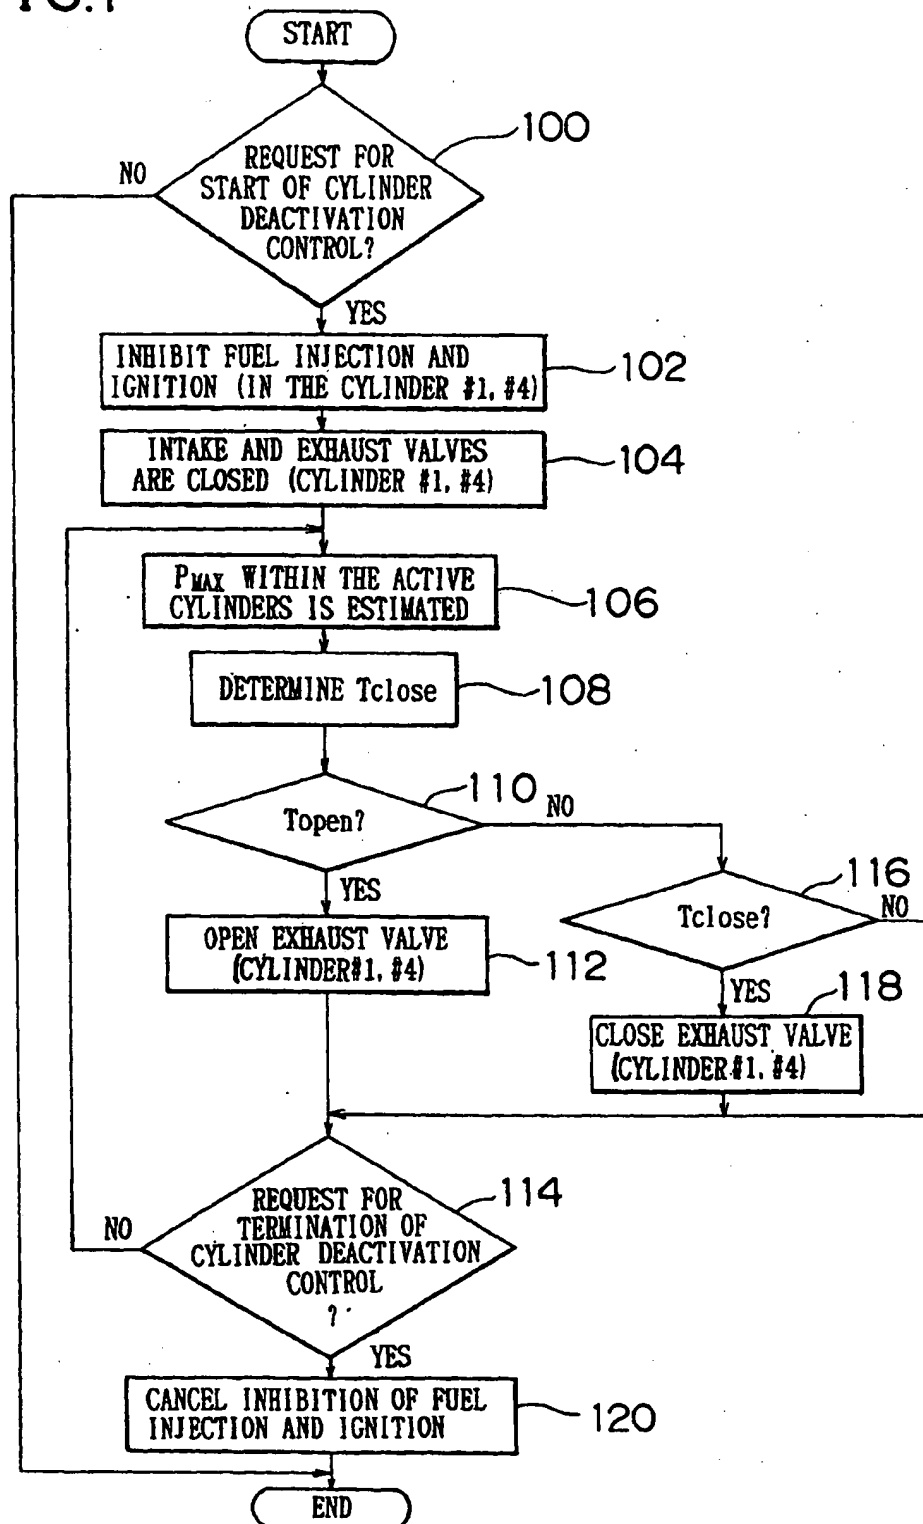 START
100
REQUEST FOR
START OF CYLINDER
DEACTIVATION
CONTROL?
NO
YES
INHIBIT FUEL INJECTION AND
IGNITION (IN THE CYLINDER #1, #4)
102
INTAKE AND EXHAUST VALVES
ARE CLOSED (CYLINDER #1, #4)
104
PMAX WITHIN THE ACTIVE
CYLINDERS IS ESTIMATED
106
DETERMINE Tclose
108
110
Topen?
NO
YES
116
Tclose?
NO
YES
OPEN EXHAUST VALVE
(CYLINDER#1, #4)
112
118
CLOSE EXHAUST VALVE
(CYLINDER#1, #4)
114
REQUEST FOR
TERMINATION OF
CYLINDER DEACTIVATION
CONTROL
?
NO
YES
CANCEL INHIBITION OF FUEL
INJECTION AND IGNITION
120
END